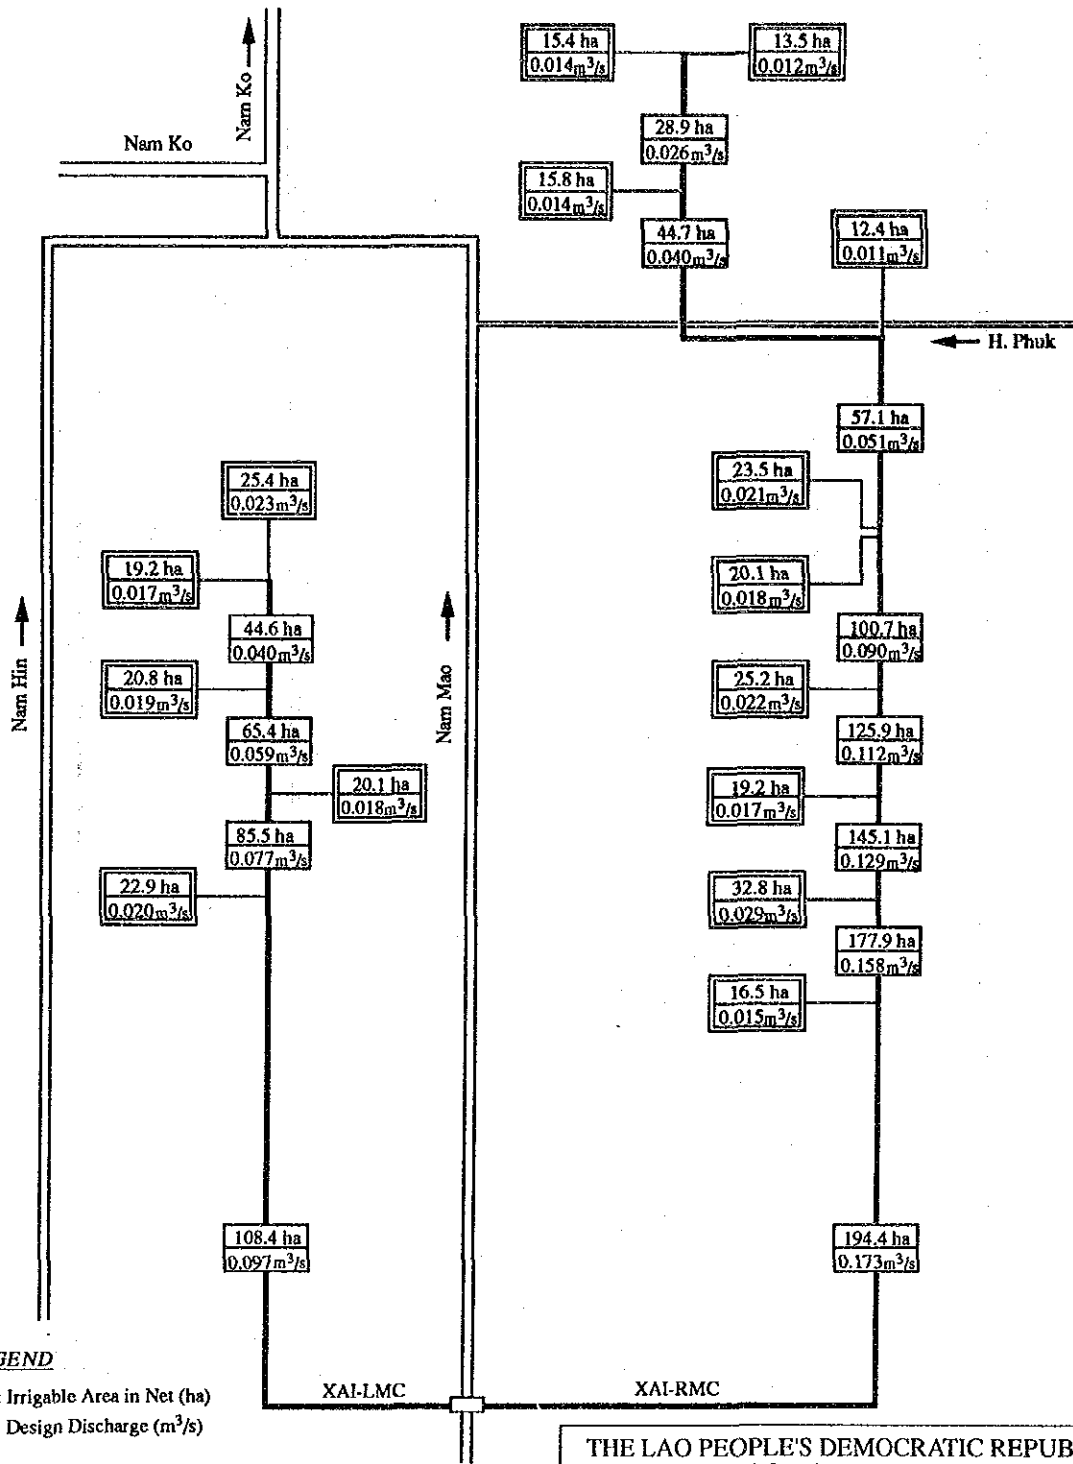 Nam Ko
Nam Ko
15.4 ha
0.014m³/s
13.5 ha
0.012m³/s
28.9 ha
0.026m³/s
15.8 ha
0.014m³/s
44.7 ha
0.040m³/s
12.4 ha
0.011m³/s
H. Phuk
57.1 ha
0.051m³/s
23.5 ha
0.021m³/s
20.1 ha
0.018m³/s
100.7 ha
0.090m³/s
25.2 ha
0.022m³/s
125.9 ha
0.112m³/s
19.2 ha
0.017m³/s
145.1 ha
0.129m³/s
32.8 ha
0.029m³/s
177.9 ha
0.158m³/s
16.5 ha
0.015m³/s
194.4 ha
0.173m³/s
25.4 ha
0.023m³/s
19.2 ha
0.017m³/s
44.6 ha
0.040m³/s
20.8 ha
0.019m³/s
65.4 ha
0.059m³/s
20.1 ha
0.018m³/s
85.5 ha
0.077m³/s
22.9 ha
0.020m³/s
108.4 ha
0.097m³/s
Nam Hin
Nam Mao
GEND
: Irrigable Area in Net (ha)
Design Discharge (m³/s)
XAI-LMC
XAI-RMC
THE LAO PEOPLE'S DEMOCRATIC REPUB